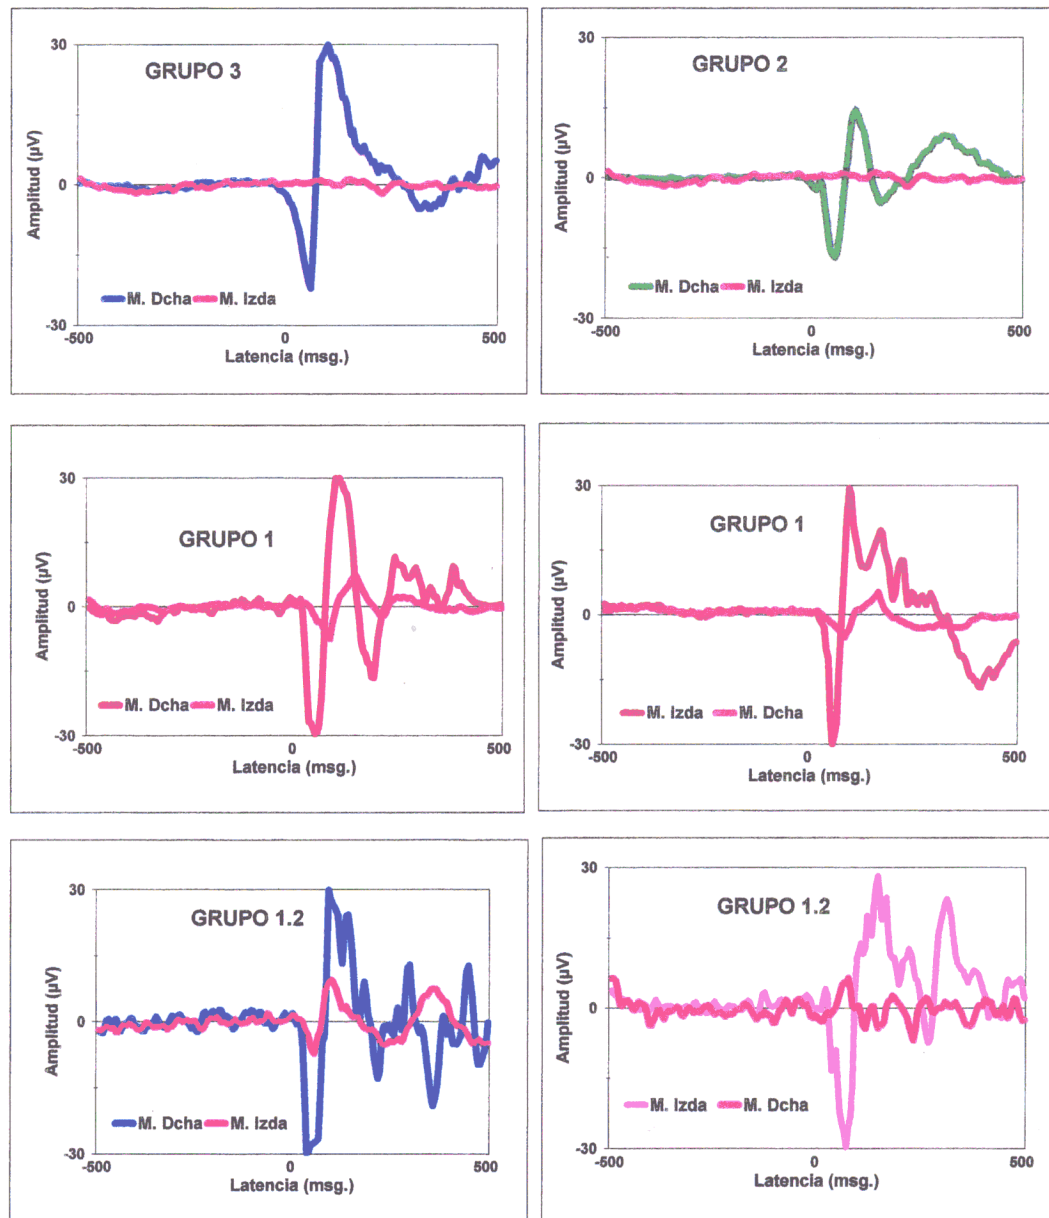 30
GRUPO 3
Amplitud (µV)
0
M. Dcha M. Izda
-30
-500 0 500
Latencia (msg.)
30
GRUPO 2
Amplitud (µV)
0
M. Dcha M. Izda
-30
-500 0 500
Latencia (msg.)
30
GRUPO 1
Amplitud (µV)
0
M. Dcha M. Izda
-30
-500 0 500
Latencia (msg.)
30
GRUPO 1
Amplitud (µV)
0
M. Izda M. Dcha
-30
-500 0 500
Latencia (msg.)
30
GRUPO 1.2
Amplitud (µV)
0
M. Dcha M. Izda
-30
-500 0 500
Latencia (msg.)
30
GRUPO 1.2
Amplitud (µV)
0
M. Izda M. Dcha
-30
-500 0 500
Latencia (msg.)